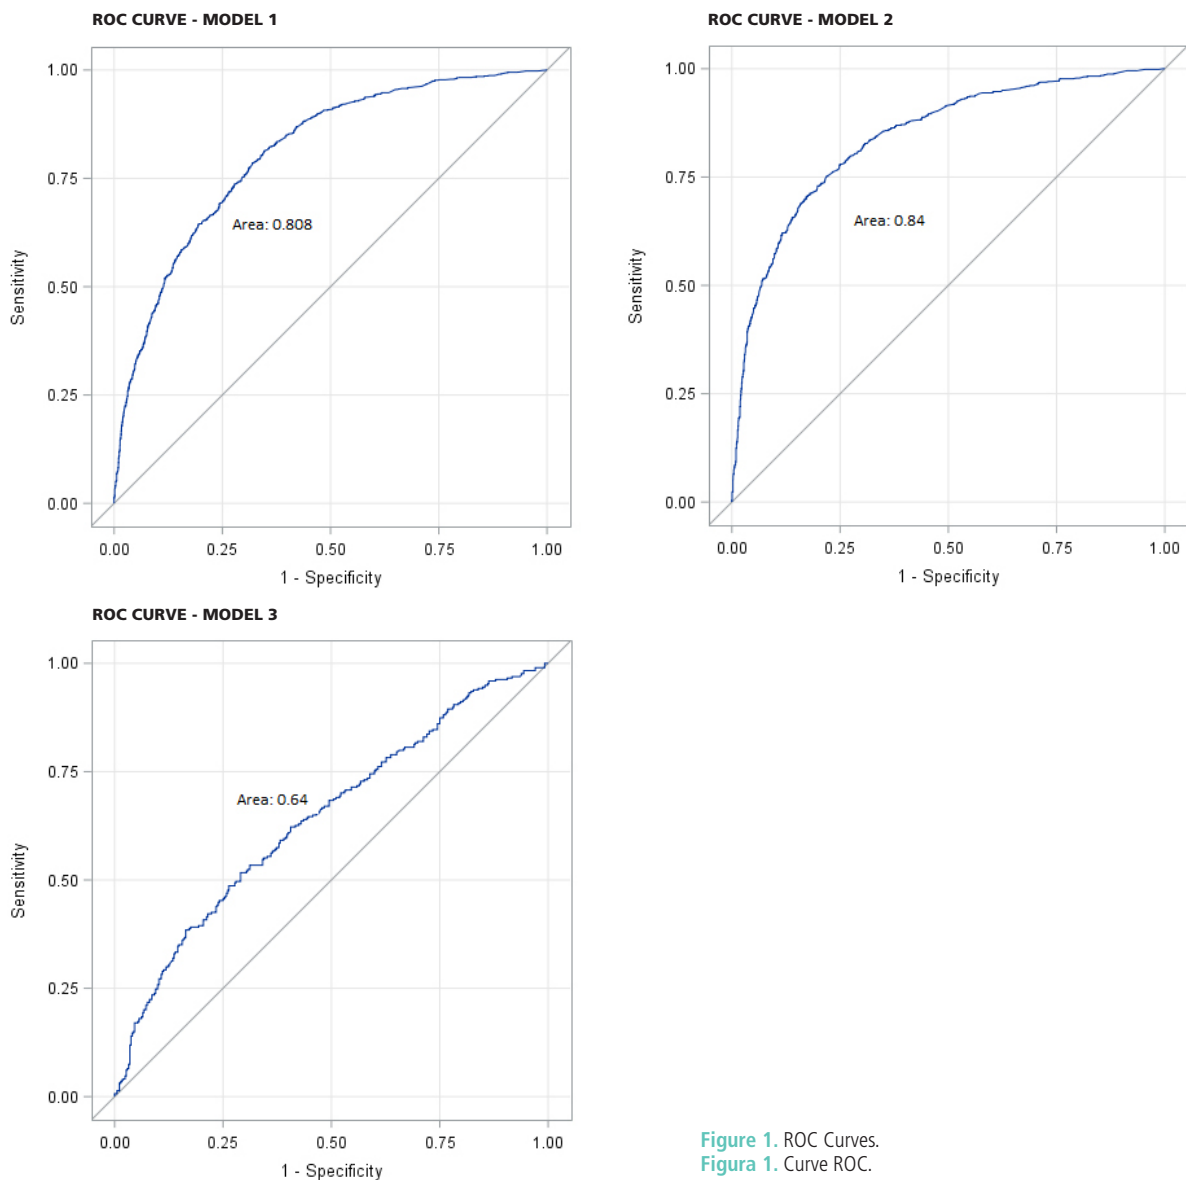 ROC CURVE - MODEL 1
1.00
0.75
0.50
0.25
0.00
Sensitivity
Area: 0.808
0.00 0.25 0.50 0.75 1.00
1 - Specificity
ROC CURVE - MODEL 2
1.00
0.75
0.50
0.25
0.00
Sensitivity
Area: 0.84
0.00 0.25 0.50 0.75 1.00
1 - Specificity
ROC CURVE - MODEL 3
1.00
0.75
0.50
0.25
0.00
Sensitivity
Area: 0.64
0.00 0.25 0.50 0.75 1.00
1 - Specificity
Figure 1. ROC Curves.
Figura 1. Curve ROC.